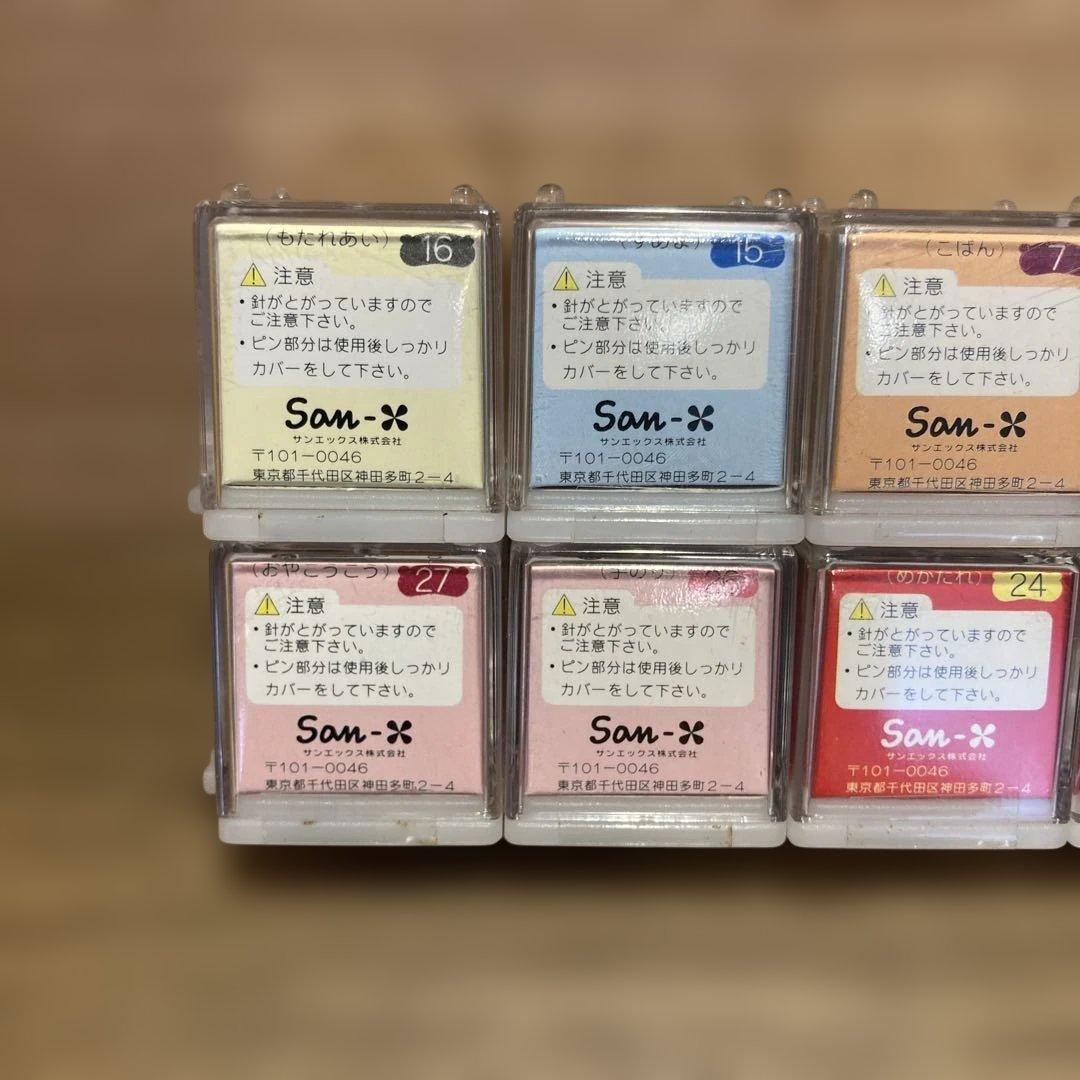 (もたれあい) 16
注意
・針がとがっていますので
ご注意下さい。
・ピン部分は使用後しっかり
カバーをして下さい。
San-X
サンエックス株式会社
〒101-0046
東京都千代田区神田多町2-4
15
注意
・針がとがっていますので
ご注意下さい。
・ピン部分は使用後しっかり
カバーをして下さい。
San-X
サンエックス株式会社
〒101-0046
東京都千代田区神田多町2-4
(こばん) 7
注意
・針がとがっていますので
ご注意下さい。
・ピン部分は使用後しっかり
カバーをして下さい。
San-X
サンエックス株式会社
〒101-0046
東京都千代田区神田多町2-4
(おやこうこう) 27
注意
・針がとがっていますので
ご注意下さい。
・ピン部分は使用後しっかり
カバーをして下さい。
San-X
サンエックス株式会社
〒101-0046
東京都千代田区神田多町2-4
(手のり) 26
注意
・針がとがっていますので
ご注意下さい。
・ピン部分は使用後しっかり
カバーをして下さい。
San-X
サンエックス株式会社
〒101-0046
東京都千代田区神田多町2-4
(めがたれ) 24
注意
・針がとがっていますので
ご注意下さい。
・ピン部分は使用後しっかり
カバーをして下さい。
San-X
サンエックス株式会社
〒101-0046
東京都千代田区神田多町2-4